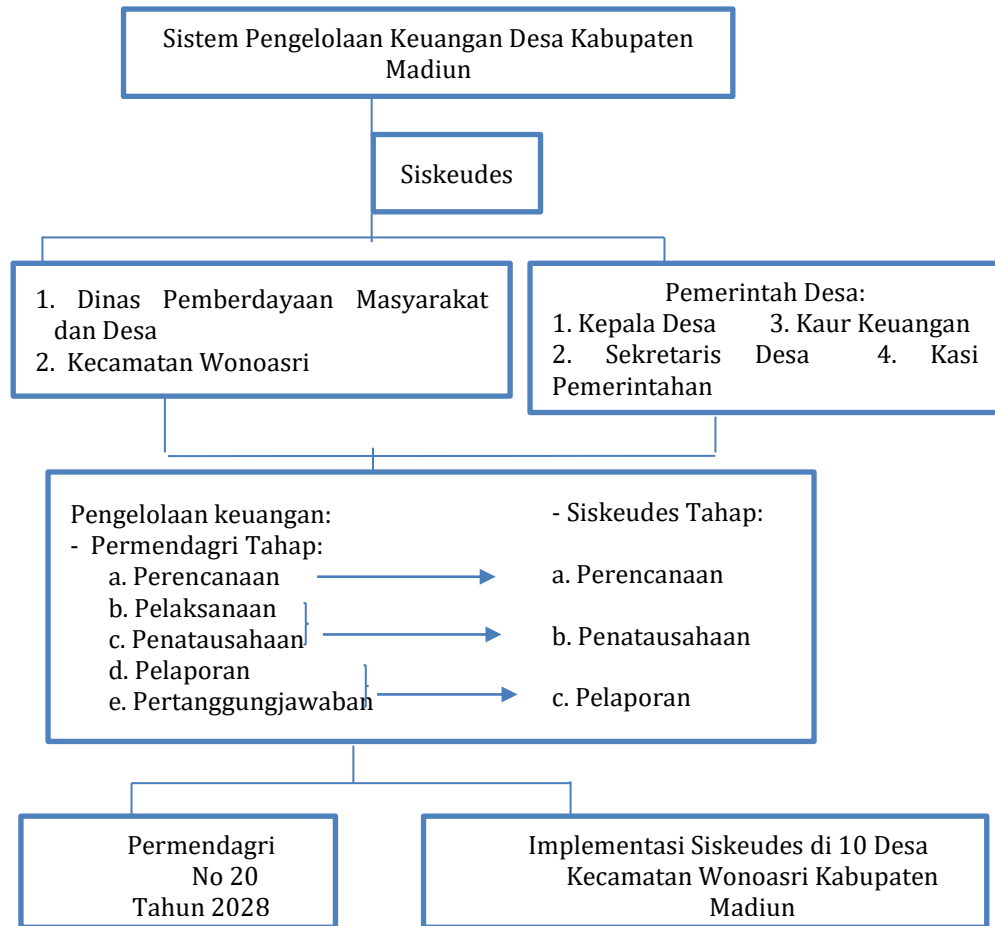 Sistem Pengelolaan Keuangan Desa Kabupaten
Madiun
Siskeudes
1. Dinas Pemberdayaan Masyarakat
dan Desa
2. Kecamatan Wonoasri
Pemerintah Desa:
1. Kepala Desa 3. Kaur Keuangan
2. Sekretaris Desa 4. Kasi
Pemerintahan
Pengelolaan keuangan:
- Permendagri Tahap:
a. Perencanaan
b. Pelaksanaan
c. Penatausahaan
d. Pelaporan
e. Pertanggungjawaban
- Siskeudes Tahap:
a. Perencanaan
b. Penatausahaan
c. Pelaporan
Permendagri
No 20
Tahun 2028
Implementasi Siskeudes di 10 Desa
Kecamatan Wonoasri Kabupaten
Madiun